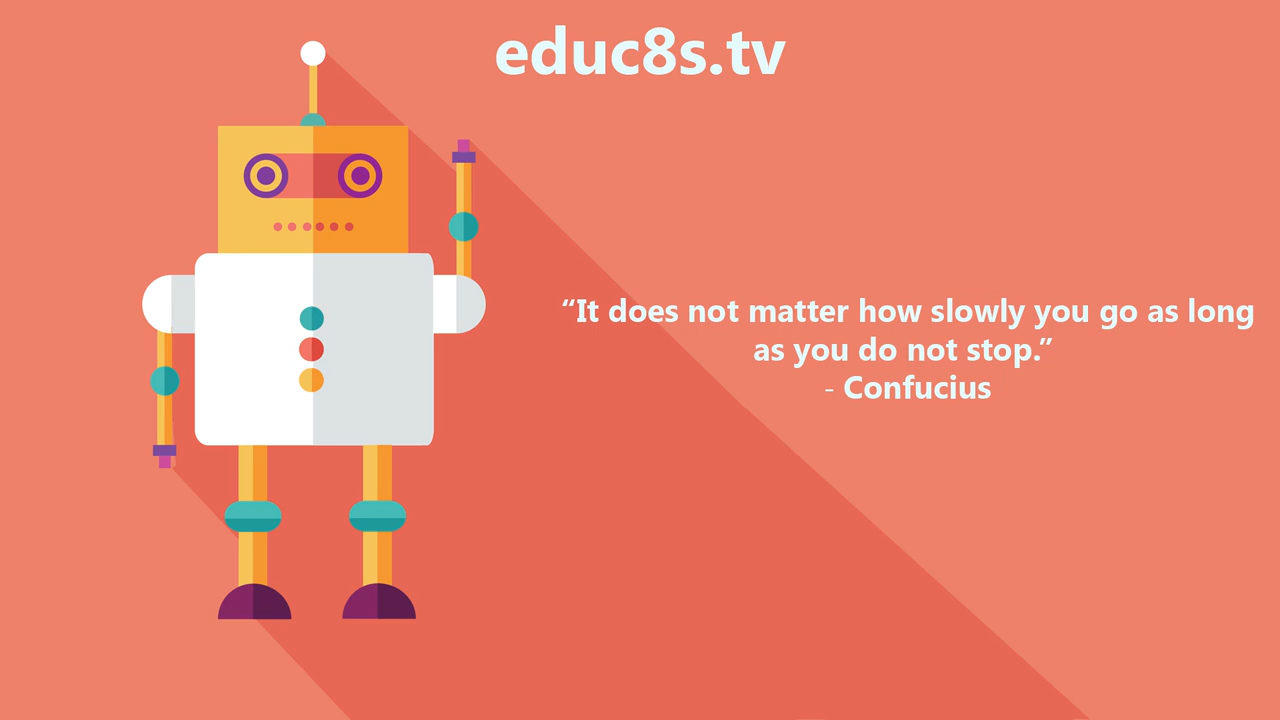 educ8s.tv
“It does not matter how slowly you go as long
as you do not stop.”
- Confucius